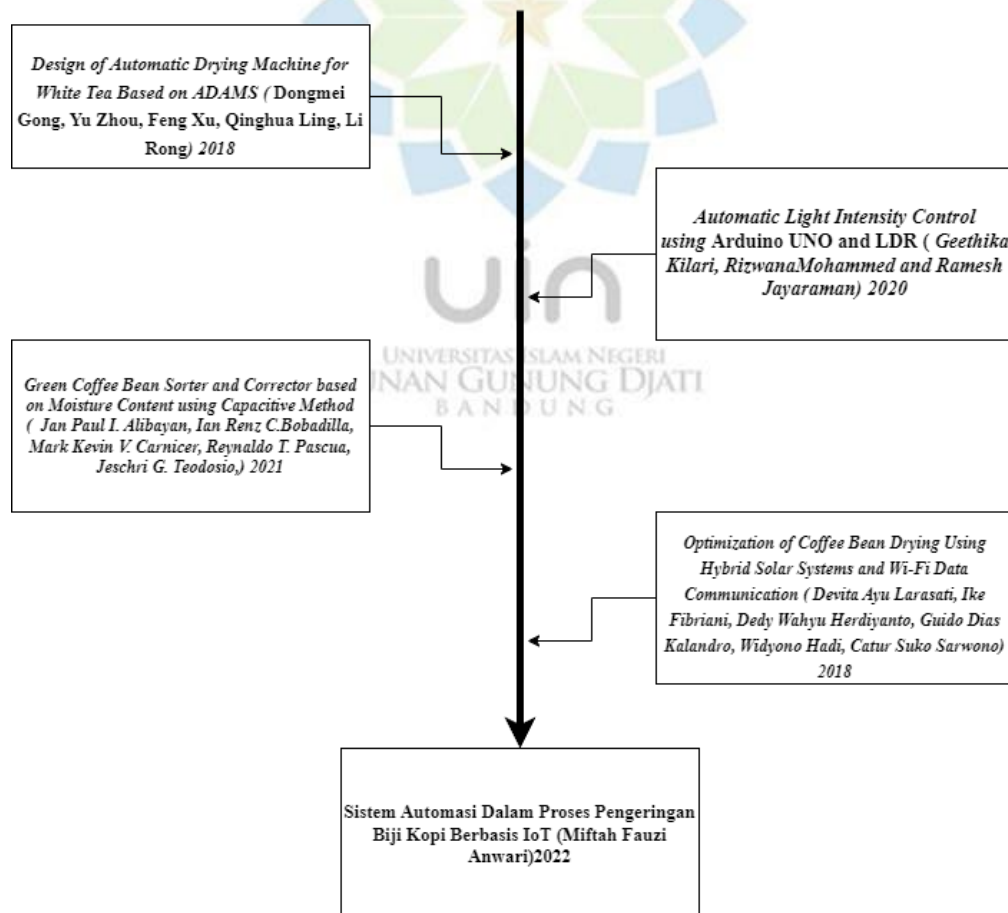 Design of Automatic Drying Machine for
White Tea Based on ADAMS ( Dongmei
Gong, Yu Zhou, Feng Xu, Qinghua Ling, Li
Rong) 2018
Automatic Light Intensity Control
using Arduino UNO and LDR ( Geethika
Kilari, RizwanaMohammed and Ramesh
Jayaraman) 2020
uin
UNIVERSITAS ISLAM NEGERI
UNAN GUNUNG DJATI
BANDUNG
Green Coffee Bean Sorter and Corrector based
on Moisture Content using Capacitive Method
( Jan Paul I. Alibayan, Ian Renz C.Bobadilla,
Mark Kevin V. Carnicer, Reynaldo T. Pascua,
Jeschri G. Teodosio,) 2021
Optimization of Coffee Bean Drying Using
Hybrid Solar Systems and Wi-Fi Data
Communication ( Devita Ayu Larasati, Ike
Fibriani, Dedy Wahyu Herdiyanto, Guido Dias
Kalandro, Widyono Hadi, Catur Suko Sarwono)
2018
Sistem Automasi Dalam Proses Pengeringan
Biji Kopi Berbasis IoT (Miftah Fauzi
Anwari)2022